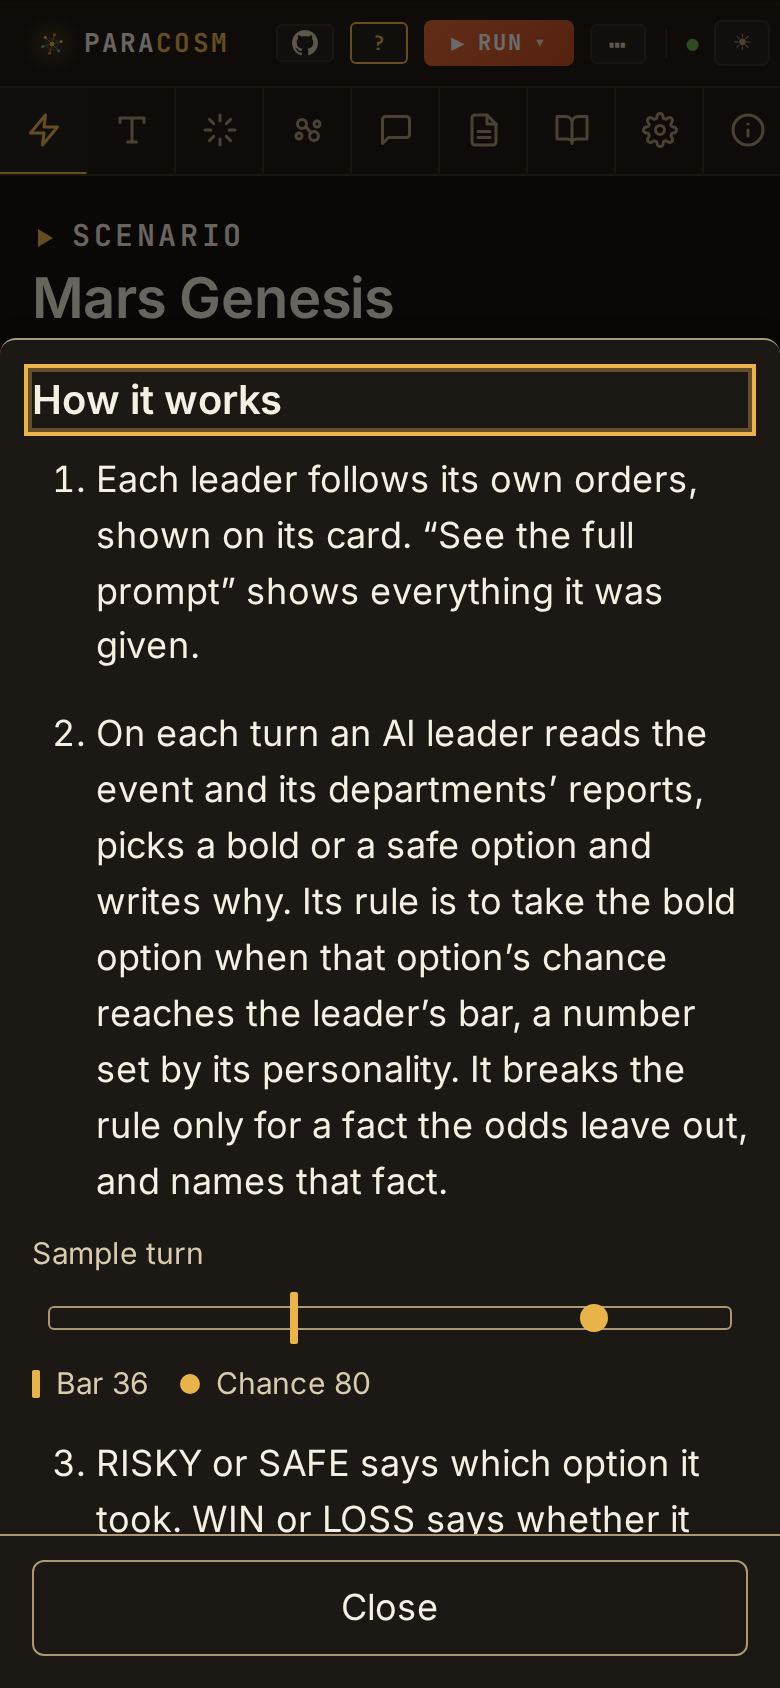 PARACOSM
?
▶ RUN ▾
…
SCENARIO
Mars Genesis
How it works
1. Each leader follows its own orders,
shown on its card. “See the full
prompt” shows everything it was
given.
2. On each turn an AI leader reads the
event and its departments’ reports,
picks a bold or a safe option and
writes why. Its rule is to take the bold
option when that option’s chance
reaches the leader’s bar, a number
set by its personality. It breaks the
rule only for a fact the odds leave out,
and names that fact.
Sample turn
Bar 36 Chance 80
3. RISKY or SAFE says which option it
took. WIN or LOSS says whether it
Close